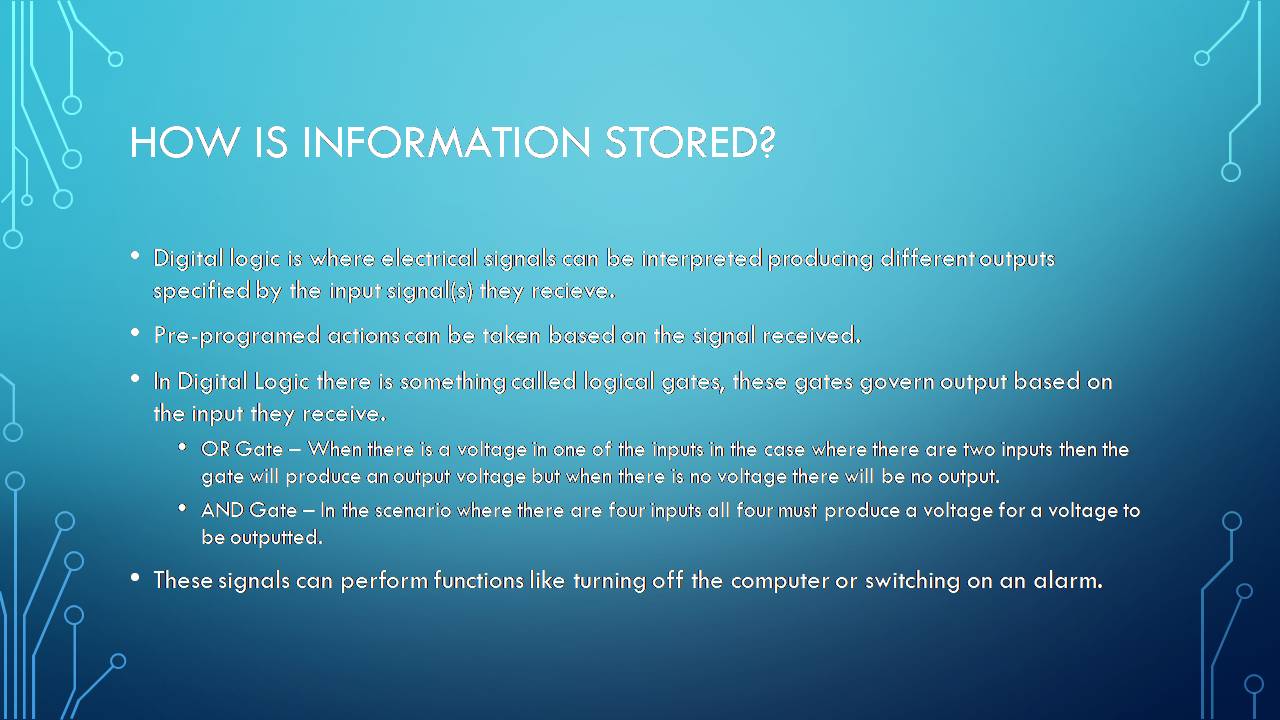 HOW IS INFORMATION STORED?
• Digital logic is where electrical signals can be interpreted producing different outputs
specified by the input signal(s) they recieve.
• Pre-programed actions can be taken based on the signal received.
• In Digital Logic there is something called logical gates, these gates govern output based on
the input they receive.
• OR Gate – When there is a voltage in one of the inputs in the case where there are two inputs then the
gate will produce an output voltage but when there is no voltage there will be no output.
• AND Gate – In the scenario where there are four inputs all four must produce a voltage for a voltage to
be outputted.
• These signals can perform functions like turning off the computer or switching on an alarm.